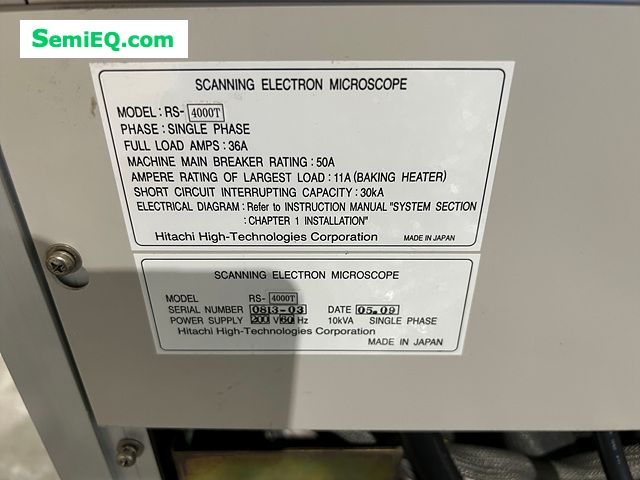 SemiEQ.com
SCANNING ELECTRON MICROSCOPE
MODEL : RS- 4000T
PHASE : SINGLE PHASE
FULL LOAD AMPS : 36A
MACHINE MAIN BREAKER RATING : 50A
AMPERE RATING OF LARGEST LOAD : 11A (BAKING HEATER)
SHORT CIRCUIT INTERRUPTING CAPACITY : 30kA
ELECTRICAL DIAGRAM : Refer to INSTRUCTION MANUAL "SYSTEM SECTION
: CHAPTER 1 INSTALLATION"
Hitachi High-Technologies Corporation MADE IN JAPAN
SCANNING ELECTRON MICROSCOPE
MODEL RS- 4000T
SERIAL NUMBER 0813-03 DATE 05.09
POWER SUPPLY 200 V 60 Hz 10kVA SINGLE PHASE
Hitachi High-Technologies Corporation
MADE IN JAPAN